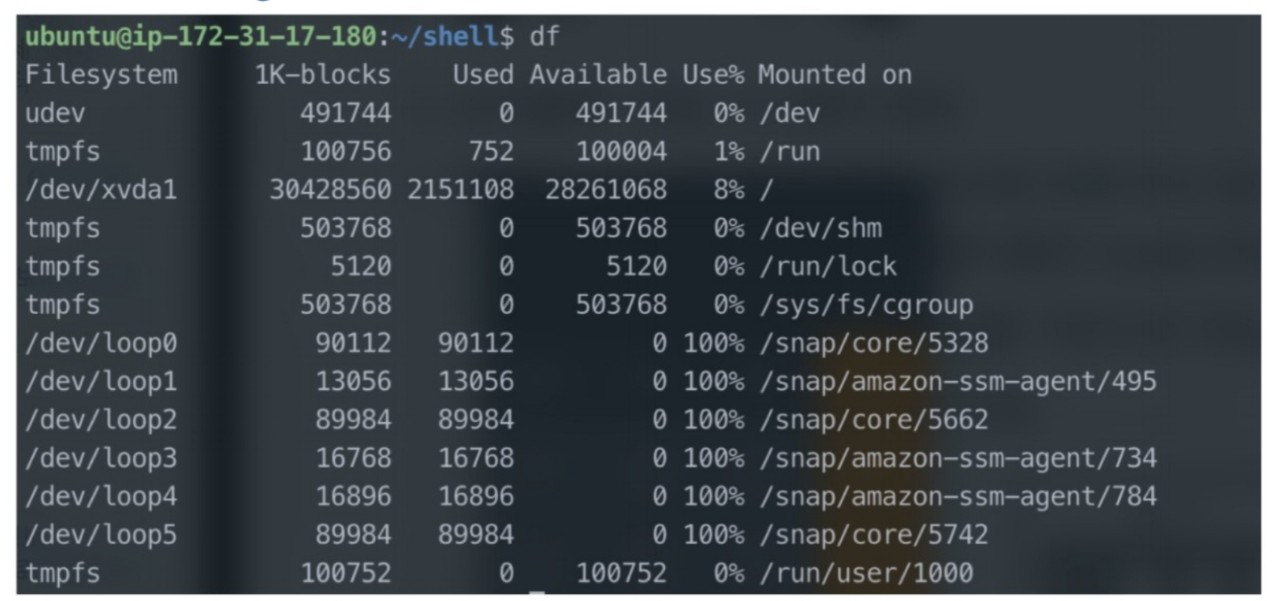 ubuntu@ip-172-31-17-180:~/shell$ df
Filesystem     1K-blocks    Used Available Use% Mounted on
udev              491744       0    491744   0% /dev
tmpfs             100756     752    100004   1% /run
/dev/xvda1      30428560 2151108  28261068   8% /
tmpfs             503768       0    503768   0% /dev/shm
tmpfs               5120       0      5120   0% /run/lock
tmpfs             503768       0    503768   0% /sys/fs/cgroup
/dev/loop0         90112   90112         0 100% /snap/core/5328
/dev/loop1         13056   13056         0 100% /snap/amazon-ssm-agent/495
/dev/loop2         89984   89984         0 100% /snap/core/5662
/dev/loop3         16768   16768         0 100% /snap/amazon-ssm-agent/734
/dev/loop4         16896   16896         0 100% /snap/amazon-ssm-agent/784
/dev/loop5         89984   89984         0 100% /snap/core/5742
tmpfs             100752       0    100752   0% /run/user/1000